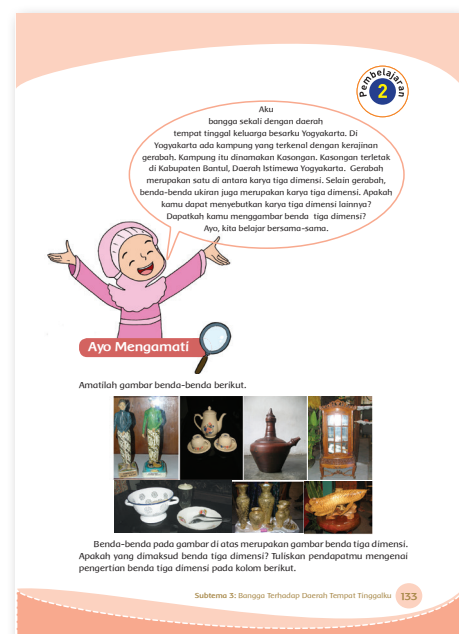 Pembelajaran
2
Aku
bangga sekali dengan daerah
tempat tinggal keluarga besarku Yogyakarta. Di
Yogyakarta ada kampung yang terkenal dengan kerajinan
gerabah. Kampung itu dinamakan Kasongan. Kasongan terletak
di Kabupaten Bantul, Daerah Istimewa Yogyakarta. Gerabah
merupakan satu di antara karya tiga dimensi. Selain gerabah,
benda-benda ukiran juga merupakan karya tiga dimensi. Apakah
kamu dapat menyebutkan karya tiga dimensi lainnya?
Dapatkah kamu menggambar benda tiga dimensi?
Ayo, kita belajar bersama-sama.
Ayo Mengamati
Amatilah gambar benda-benda berikut.
Benda-benda pada gambar di atas merupakan gambar benda tiga dimensi.
Apakah yang dimaksud benda tiga dimensi? Tuliskan pendapatmu mengenai
pengertian benda tiga dimensi pada kolom berikut.
Subtema 3: Bangga Terhadap Daerah Tempat Tinggalku 133